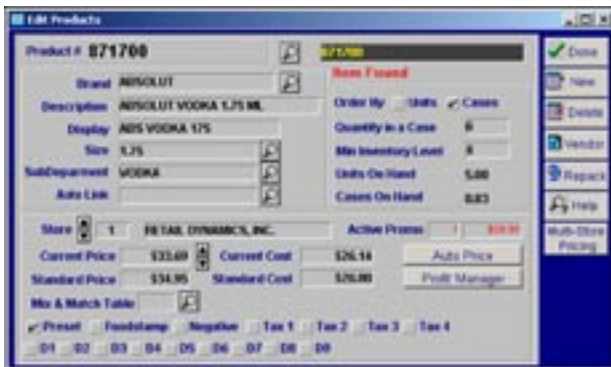 Edit Products
Product # 871700 871700
Item Found
Brand ABSOLUT
Description ABSOLUT VODKA 1.75 ML
Order By Units Cases
Display ABS VODKA 175
Quantity in a Case 6
Size 1.75
Min Inventory Level 4
SubDeparment VODKA
Units On Hand 5.00
Auto Link
Cases On Hand 0.83
Store 1 RETAIL DYNAMICS, INC. Active Promo 1
Current Price $33.69 Current Cost $26.14 Auto Price
Standard Price $34.95 Standard Cost Profit Manager
Mix & Match Table
Preset Foodstamp Negative Tax 1 Tax 2 Tax 3 Tax 4
D1 D2 D3 D4 D5 D6 D7 D8 D9
Done
New
Delete
Vendor
Repack
Help
Multi-Store
Pricing